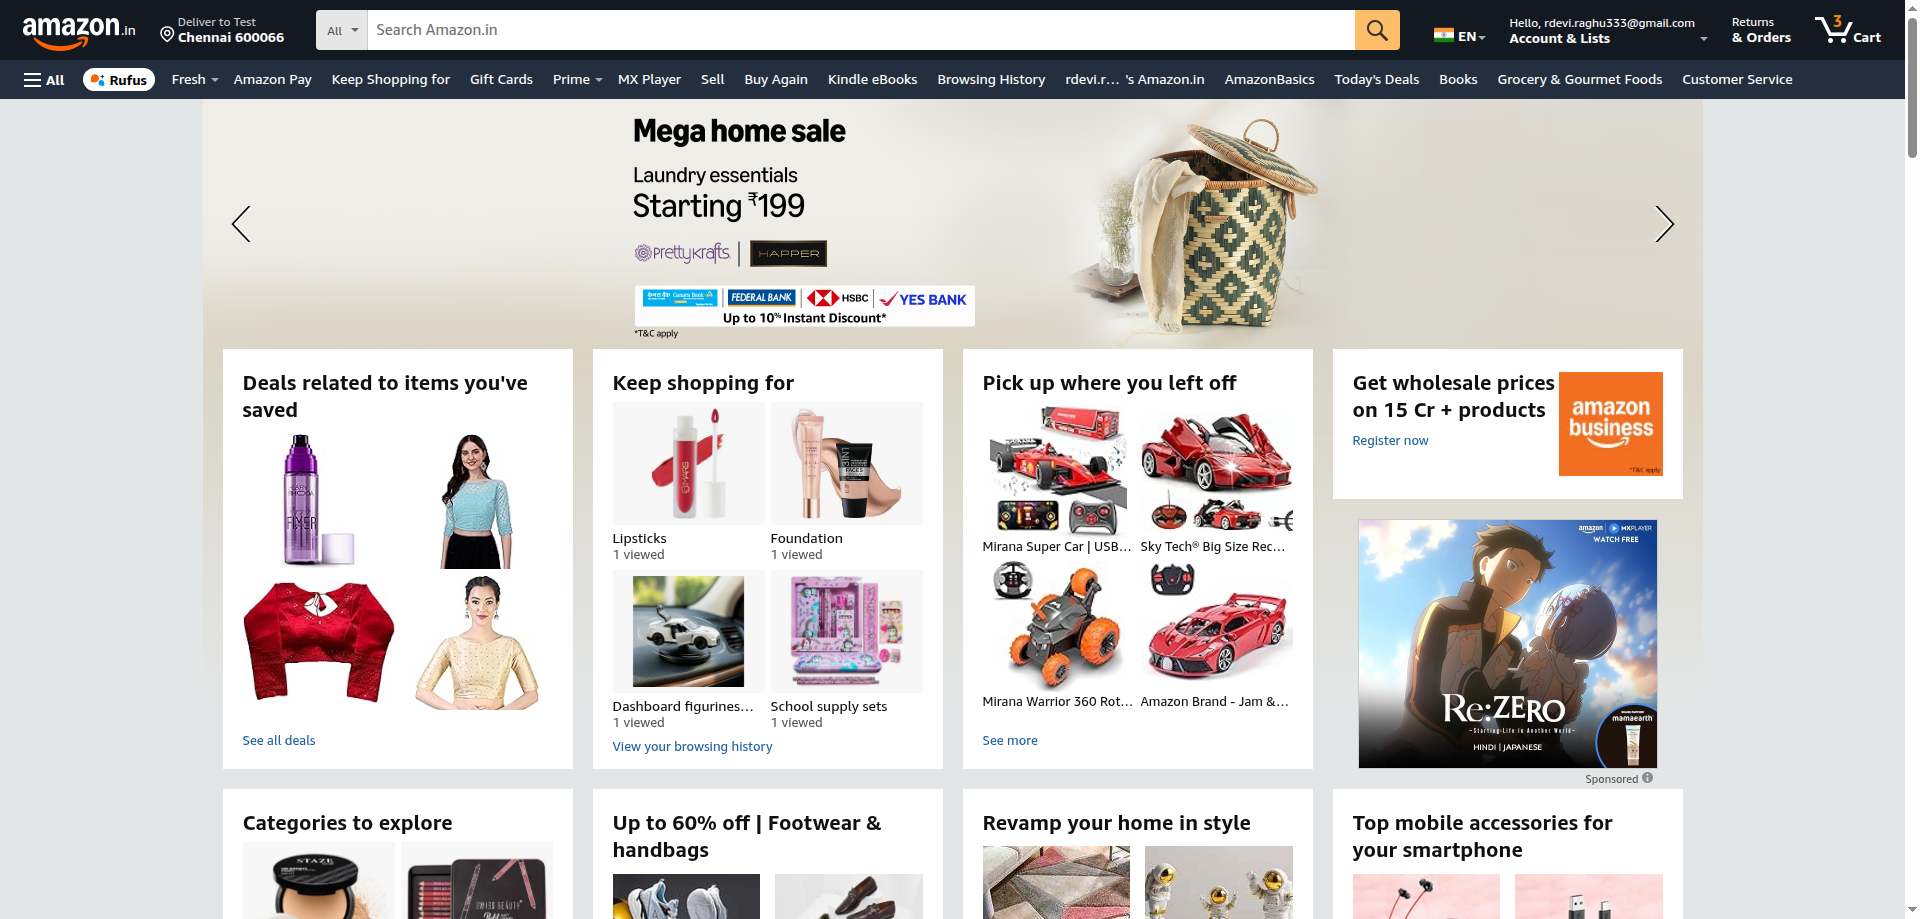 amazon.in
Deliver to Test
Chennai 600066
All
Search Amazon.in
EN
Hello, rdevi.raghu333@gmail.com
Account & Lists
Returns
& Orders
3
Cart
All
Rufus
Fresh
Amazon Pay
Keep Shopping for
Gift Cards
Prime
MX Player
Sell
Buy Again
Kindle eBooks
Browsing History
rdevi.r... 's Amazon.in
AmazonBasics
Today's Deals
Books
Grocery & Gourmet Foods
Customer Service
Mega home sale
Laundry essentials
Starting ₹199
Prettykrafts
HAPPER
Canara Bank
FEDERAL BANK
HSBC
YES BANK
Up to 10% Instant Discount*
*T&C apply
Deals related to items you've
saved
See all deals
Keep shopping for
Lipsticks
1 viewed
Foundation
1 viewed
Dashboard figurines...
1 viewed
School supply sets
1 viewed
View your browsing history
Pick up where you left off
Mirana Super Car | USB...
Sky Tech® Big Size Rec...
Mirana Warrior 360 Rot...
Amazon Brand - Jam &...
See more
Get wholesale prices
on 15 Cr + products
Register now
amazon
business
*T&C apply
amazon | MXPLAYER
WATCH FREE
Re:ZERO
~Starting Life in Another World~
HINDI | JAPANESE
mamaearth
Sponsored
Categories to explore
STAZE
SWISS BEAUTY
Up to 60% off | Footwear &
handbags
Revamp your home in style
Top mobile accessories for
your smartphone